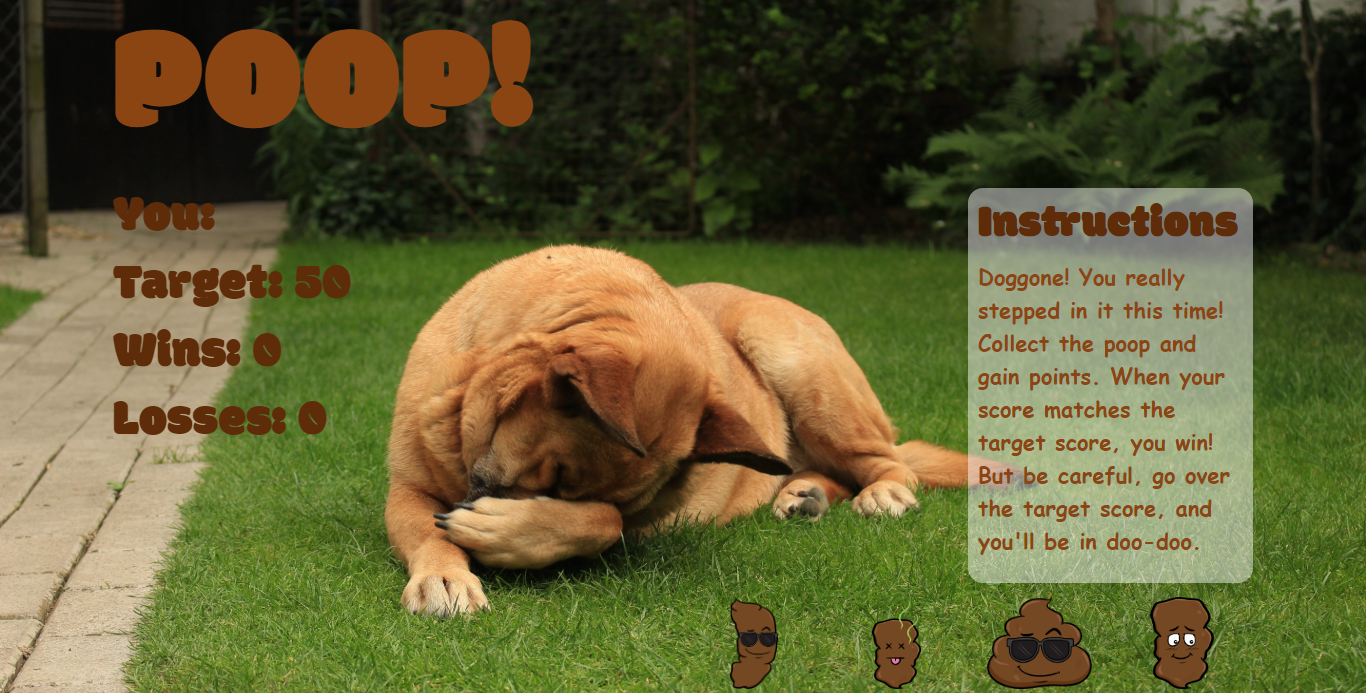 POOP!
You:
Target: 50
Wins: 0
Losses: 0
Instructions
Doggone! You really
stepped in it this time!
Collect the poop and
gain points. When your
score matches the
target score, you win!
But be careful, go over
the target score, and
you'll be in doo-doo.